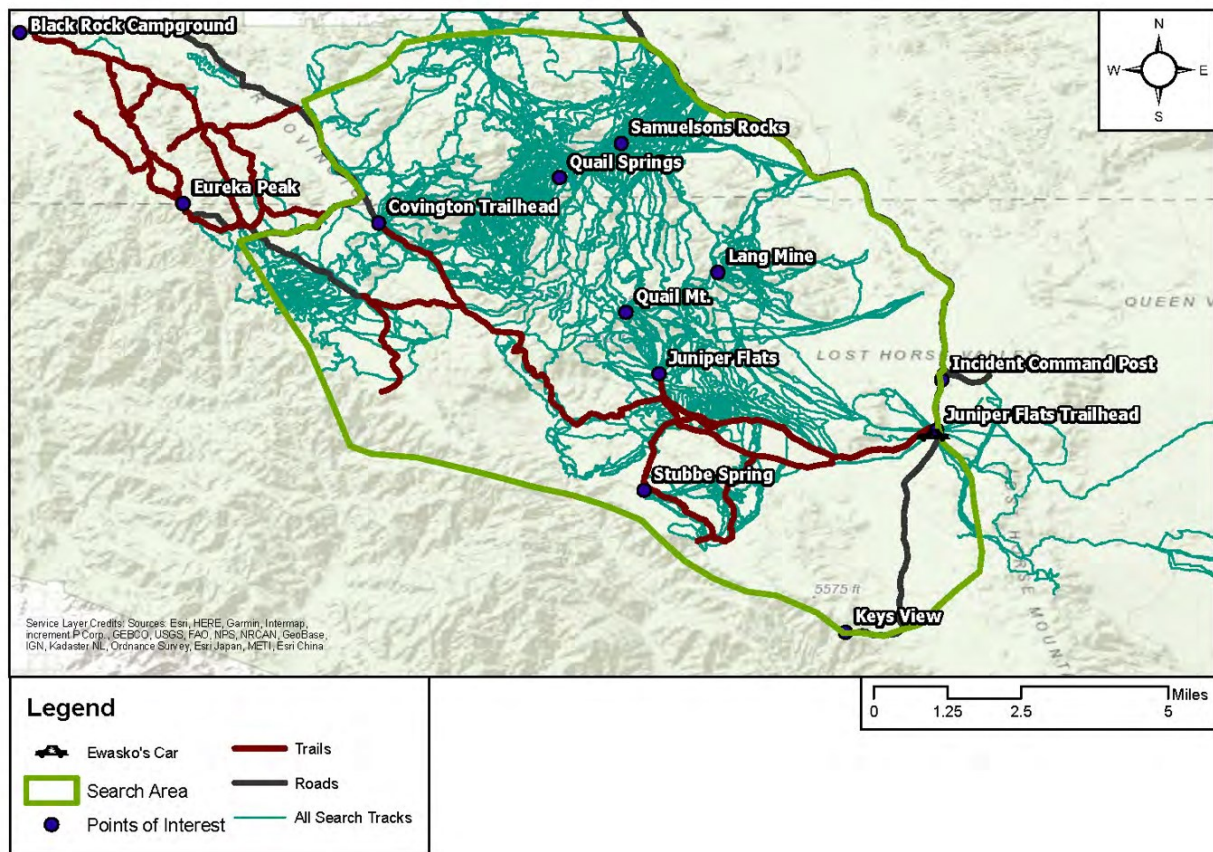 Black Rock Campground
N
W E
S
Samuelsons Rocks
Quail Springs
Eureka Peak
Covington Trailhead
Lang Mine
QUEEN V
Quail Mt.
LOST HORSE VALLEY
Juniper Flats
Incident Command Post
Juniper Flats Trailhead
Stubbe Spring
5575 ft
Keys View
Service Layer Credits: Sources: Esri, HERE, Garmin, Intermap,
increment P Corp., GEBCO, USGS, FAO, NPS, NRCAN, GeoBase,
IGN, Kadaster NL, Ordnance Survey, Esri Japan, METI, Esri China
Miles
0 1.25 2.5 5
Legend
Ewasko's Car
Trails
Search Area
Roads
Points of Interest
All Search Tracks